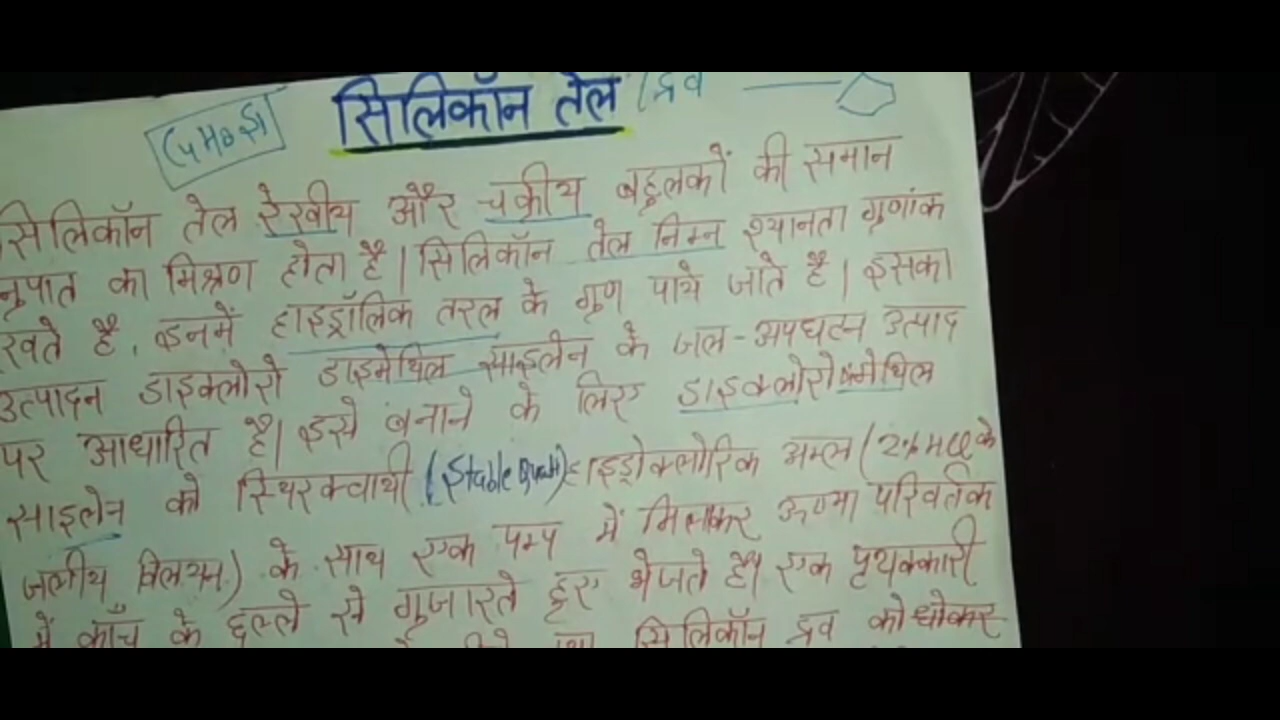 सिलिकॉन तेल / द्रव
सिलिकॉन तेल रेखीय और चक्रीय बहुलकों की समान
नुपात का मिश्रण होता है। सिलिकॉन तेल निम्न श्यानता गुणांक
रखते है, इनमें हाइड्रॉलिक तरल के गुण पाये जाते है। इसका
उत्पादन डाइक्लोरो डाइमेथिल साइलेन के जल-अपघटन उत्पाद
पर आधारित है। इसे बनाने के लिए डाइक्लोरो मेथिल
साइलेन को स्थिरक्वाथी (Stable हाइड्रोक्लोरिक अम्ल (2% HCl के
जलीय विलयन) के साथ एक पम्प में मिलाकर ऊष्मा परिवर्तक
में काँच के छल्ले से गुजारते हुए भेजते है। एक पृथक्कारी
सिलिकॉन द्रव को धोकर